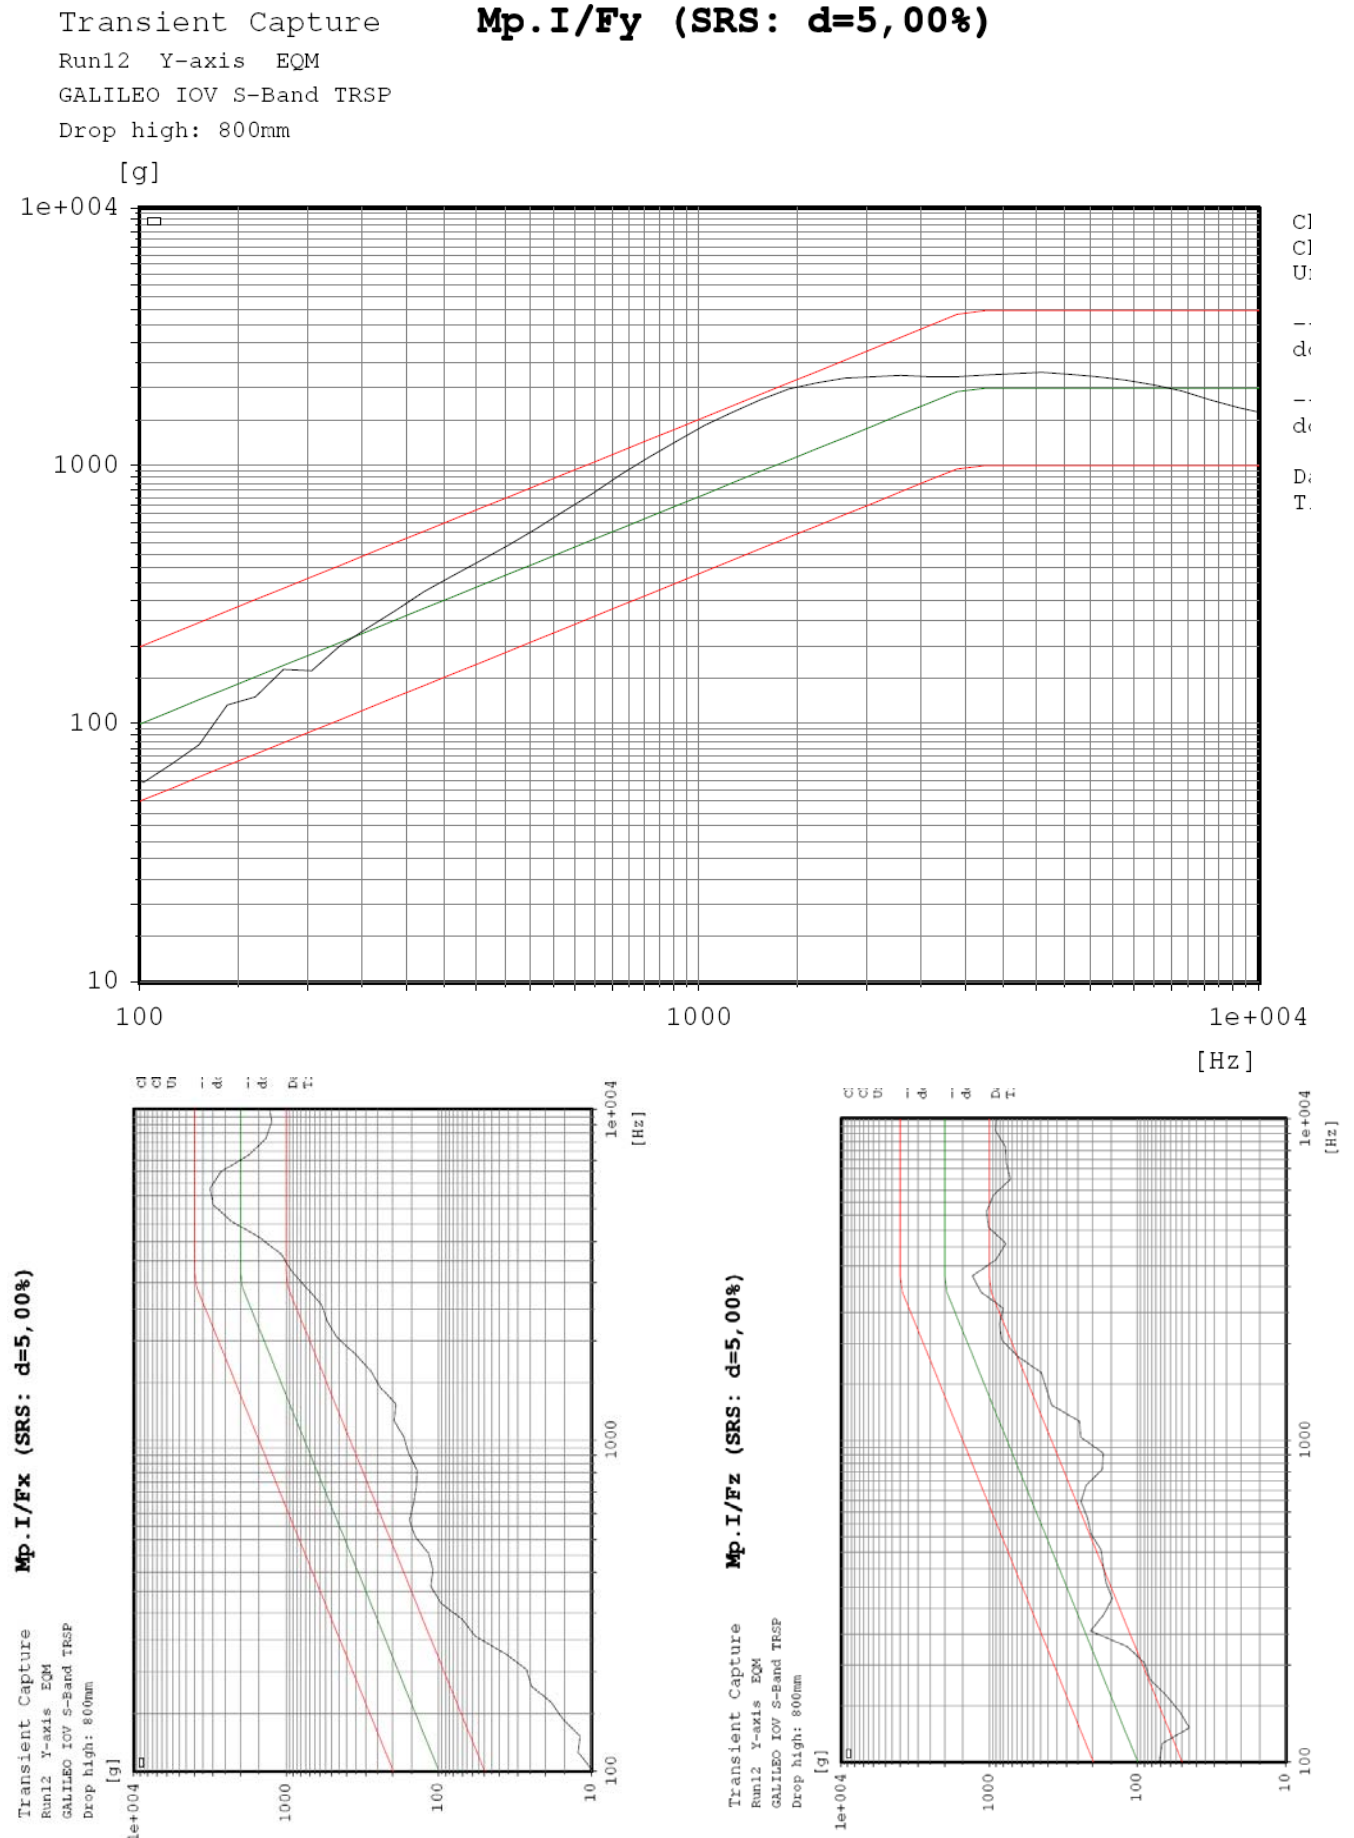 Transient Capture Mp.I/Fy (SRS: d=5,00%)
Run12 Y-axis EQM
GALILEO IOV S-Band TRSP
Drop high: 800mm
[g]
1e+004
1000
100
10
100 1000 1e+004
[Hz]
Mp.I/Fx (SRS: d=5,00%)
Transient Capture
Run12 Y-axis EQM
GALILEO IOV S-Band TRSP
Drop high: 800mm
[g]
1e+004
1000
100
10
100 1000 1e+004
[Hz]
Mp.I/Fz (SRS: d=5,00%)
Transient Capture
Run12 Y-axis EQM
GALILEO IOV S-Band TRSP
Drop high: 800mm
[g]
1e+004
1000
100
10
100 1000 1e+004
[Hz]